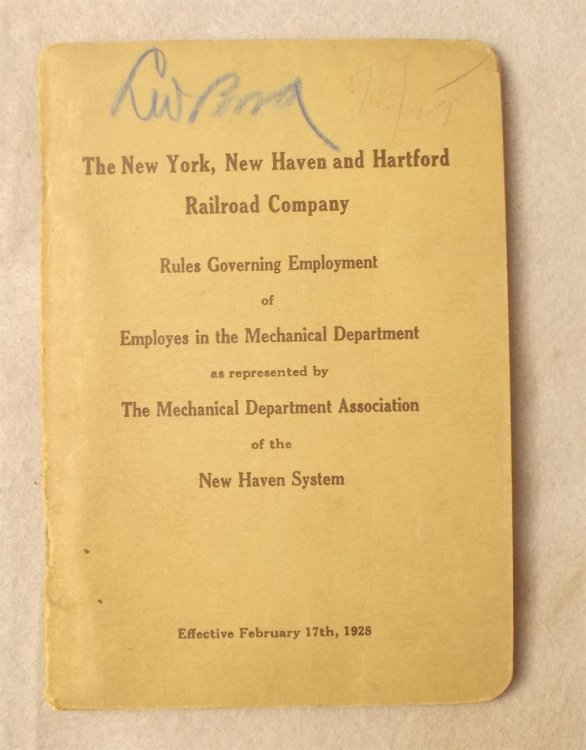 The New York, New Haven and Hartford
Railroad Company
Rules Governing Employment
of
Employes in the Mechanical Department
as represented by
The Mechanical Department Association
of the
New Haven System
Effective February 17th, 1928